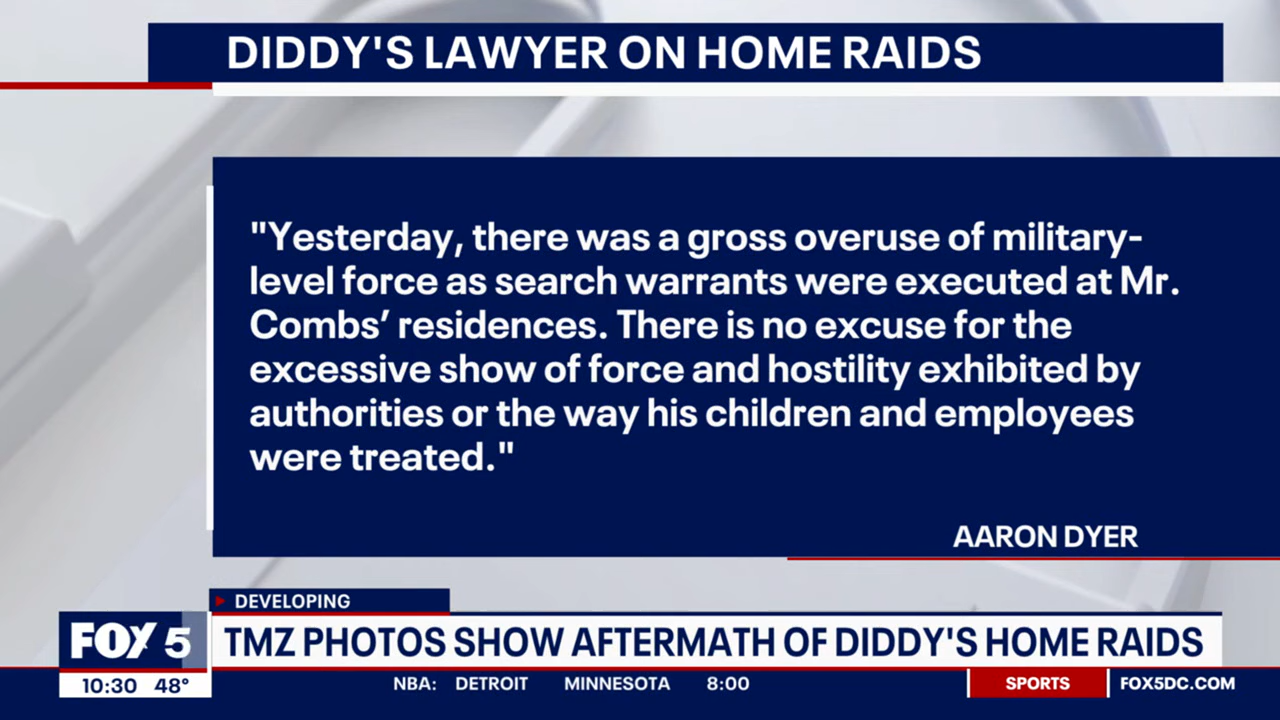 DIDDY'S LAWYER ON HOME RAIDS
"Yesterday, there was a gross overuse of military-
level force as search warrants were executed at Mr.
Combs’ residences. There is no excuse for the
excessive show of force and hostility exhibited by
authorities or the way his children and employees
were treated."
AARON DYER
DEVELOPING
FOX 5
TMZ PHOTOS SHOW AFTERMATH OF DIDDY'S HOME RAIDS
10:30 48° NBA: DETROIT MINNESOTA 8:00 SPORTS FOX5DC.COM